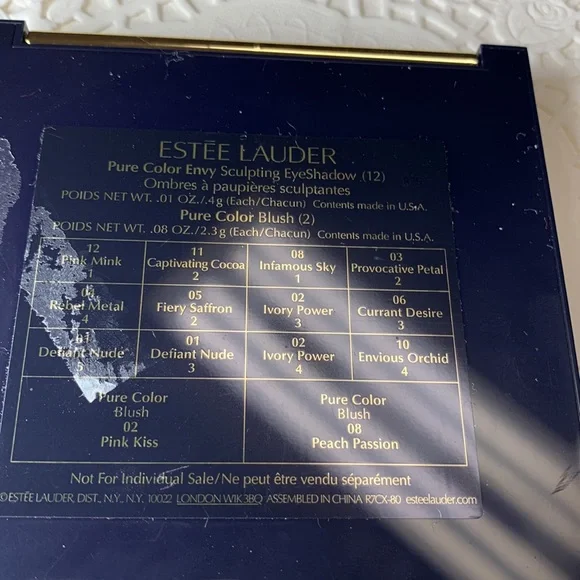 ESTĒE LAUDER
Pure Color Envy Sculpting EyeShadow (12)
Ombres à paupières sculptantes
POIDS NET WT. .01 OZ./.4g (Each/Chacun) Contents made in U.S.A.
Pure Color Blush (2)
POIDS NET WT. .08 OZ./2.3g (Each/Chacun) Contents made in U.S.A.
12 11 08 03
Pink Mink Captivating Cocoa Infamous Sky Provocative Petal
1 2 1 2
04 05 02 06
Rebel Metal Fiery Saffron Ivory Power Currant Desire
4 2 3 3
01 01 02 10
Defiant Nude Defiant Nude Ivory Power Envious Orchid
5 3 4 4
Pure Color Pure Color
Blush Blush
02 08
Pink Kiss Peach Passion
Not For Individual Sale/Ne peut être vendu séparément
©ESTĒE LAUDER, DIST., N.Y., N.Y. 10022 LONDON W1K 3BQ ASSEMBLED IN CHINA R7CX-80 esteelauder.com